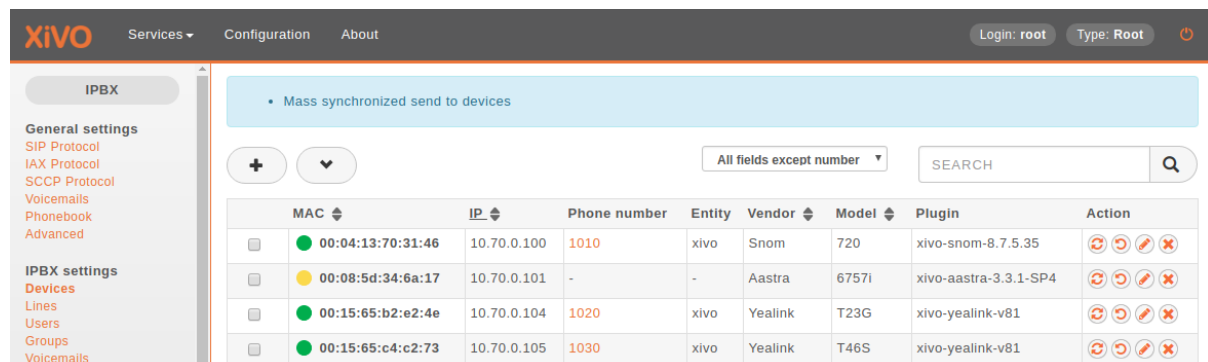 XiVO Services Configuration About Login: root Type: Root
IPBX
General settings
SIP Protocol
IAX Protocol
SCCP Protocol
Voicemails
Phonebook
Advanced
IPBX settings
Devices
Lines
Users
Groups
Voicemails
Mass synchronized send to devices
All fields except number SEARCH
MAC IP Phone number Entity Vendor Model Plugin Action
00:04:13:70:31:46 10.70.0.100 1010 xivo Snom 720 xivo-snom-8.7.5.35
00:08:5d:34:6a:17 10.70.0.101 - - Aastra 6757i xivo-aastra-3.3.1-SP4
00:15:65:b2:e2:4e 10.70.0.104 1020 xivo Yealink T23G xivo-yealink-v81
00:15:65:c4:c2:73 10.70.0.105 1030 xivo Yealink T46S xivo-yealink-v81